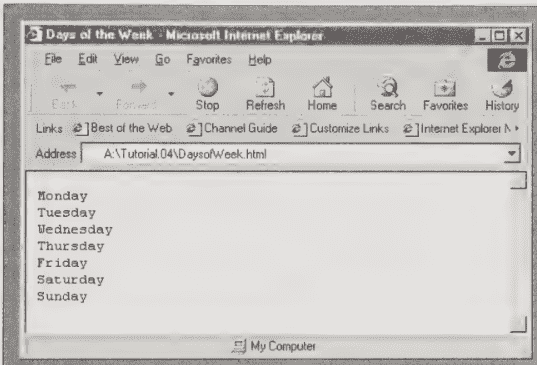 Days of the Week - Microsoft Internet Explorer
File Edit View Go Favorites Help
Back Forward Stop Refresh Home Search Favorites History
Links Best of the Web Channel Guide Customize Links Internet Explorer N
Address A:\Tutorial.04\DaysofWeek.html
Monday
Tuesday
Wednesday
Thursday
Friday
Saturday
Sunday
My Computer